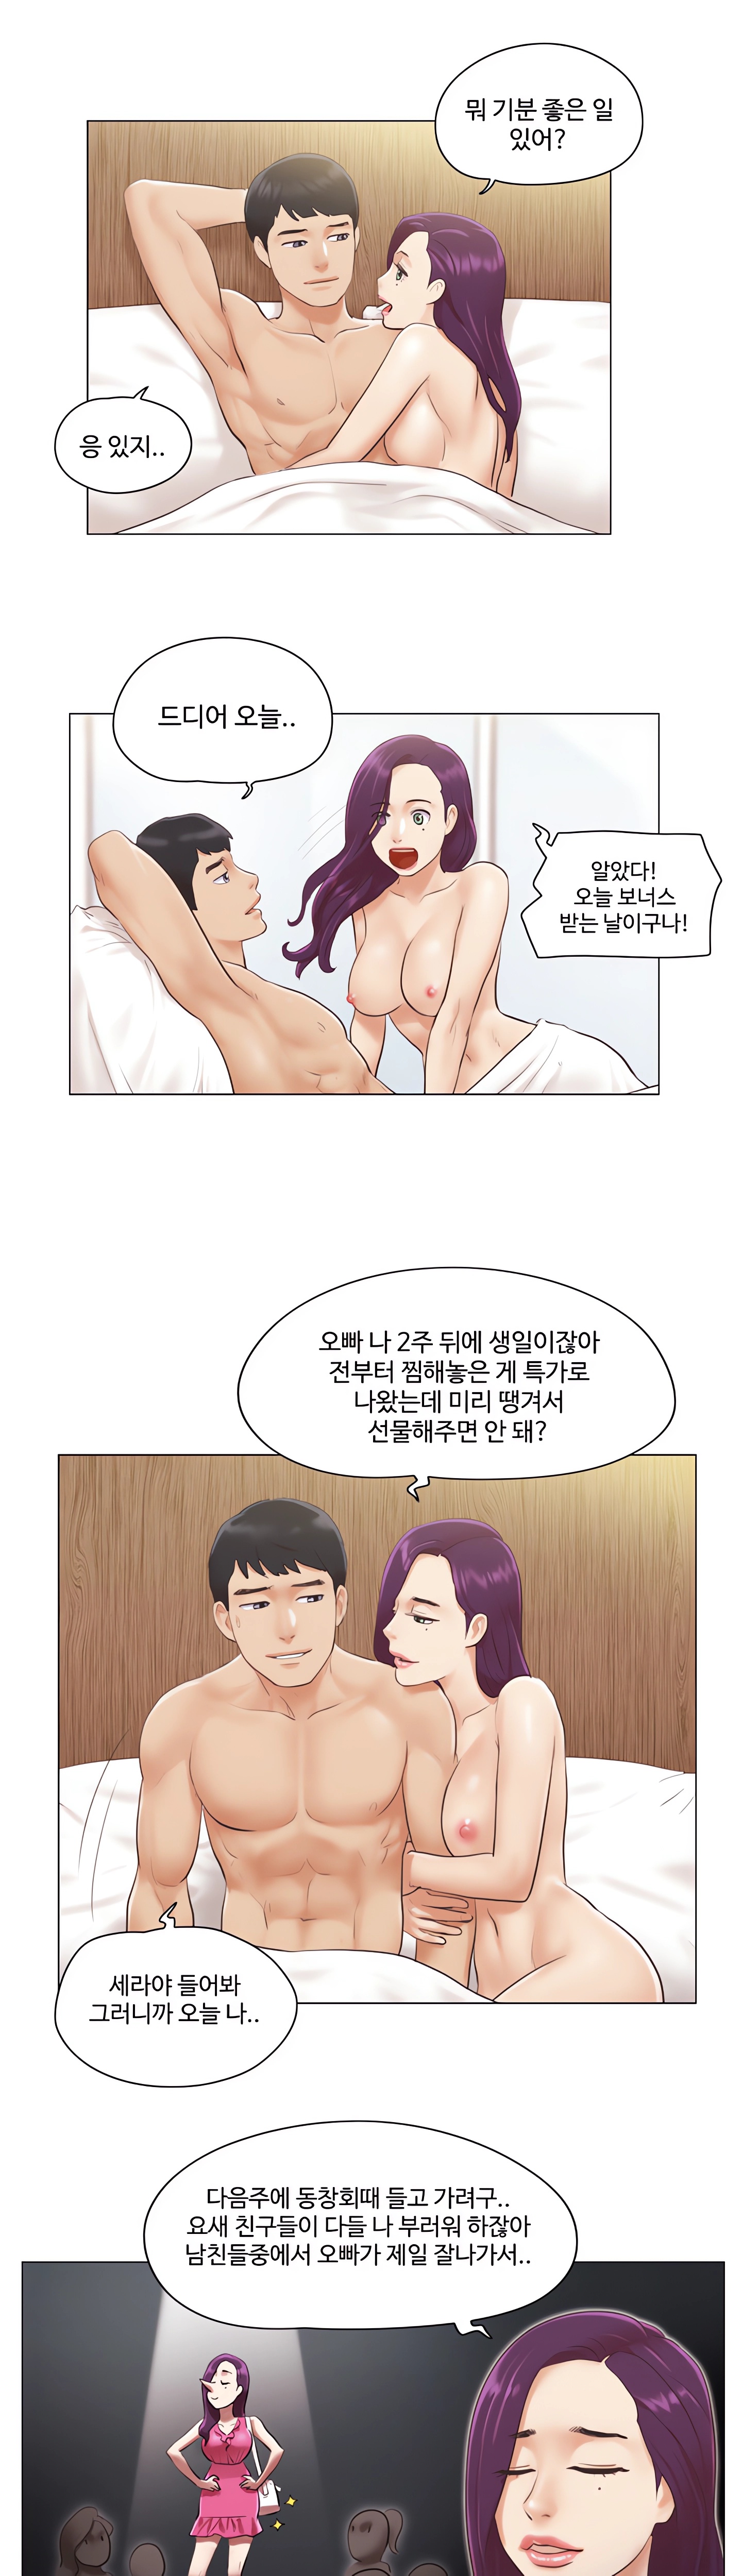 뭐 기분 좋은 일
있어?
응 있지..
드디어 오늘..
알았다!
오늘 보너스
받는 날이구나!
오빠 나 2주 뒤에 생일이잖아
전부터 찜해놓은 게 특가로
나왔는데 미리 땡겨서
선물해주면 안 돼?
세라야 들어봐
그러니까 오늘 나..
다음주에 동창회때 들고 가려구..
요새 친구들이 다들 나 부러워 하잖아
남친들중에서 오빠가 제일 잘나가서..